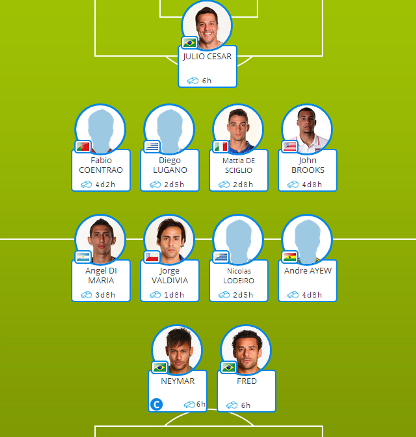 JULIO CESAR
6h
Fabio
COENTRAO
4d2h
Diego
LUGANO
2d5h
Mattia DE
SCIGLIO
2d8h
John
BROOKS
4d8h
Angel DI
MARIA
3d8h
Jorge
VALDIVIA
1d8h
Nicolas
LODEIRO
2d5h
Andre AYEW
4d8h
NEYMAR
C 6h
FRED
6h